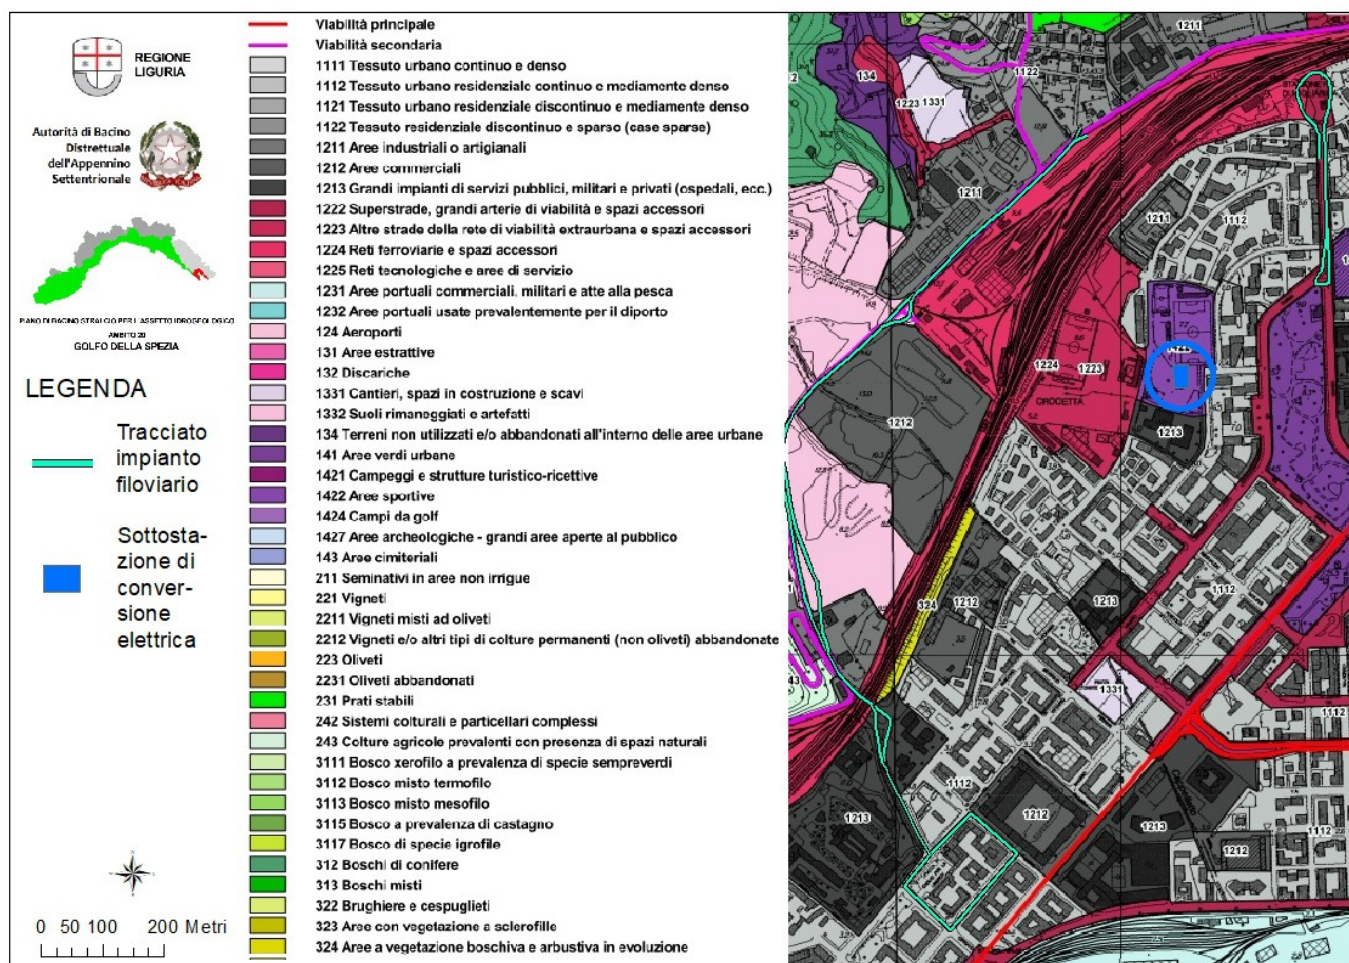 REGIONE
LIGURIA
Autorità di Bacino
Distrettuale
dell'Appennino
Settentrionale
PIANO DI BACINO STRALCIO PER L'ASSETTO IDROGEOLOGICO
AMBITO 20
GOLFO DELLA SPEZIA
LEGENDA
Tracciato
impianto
filoviario
Sottosta-
zione di
conver-
sione
elettrica
0 50 100 200 Metri
Viabilità principale
Viabilità secondaria
1111 Tessuto urbano continuo e denso
1112 Tessuto urbano residenziale continuo e mediamente denso
1121 Tessuto urbano residenziale discontinuo e mediamente denso
1122 Tessuto residenziale discontinuo e sparso (case sparse)
1211 Aree industriali o artigianali
1212 Aree commerciali
1213 Grandi impianti di servizi pubblici, militari e privati (ospedali, ecc.)
1222 Superstrade, grandi arterie di viabilità e spazi accessori
1223 Altre strade della rete di viabilità extraurbana e spazi accessori
1224 Reti ferroviarie e spazi accessori
1225 Reti tecnologiche e aree di servizio
1231 Aree portuali commerciali, militari e atte alla pesca
1232 Aree portuali usate prevalentemente per il diporto
124 Aeroporti
131 Aree estrattive
132 Discariche
1331 Cantieri, spazi in costruzione e scavi
1332 Suoli rimaneggiati e artefatti
134 Terreni non utilizzati e/o abbandonati all'interno delle aree urbane
141 Aree verdi urbane
1421 Campeggi e strutture turistico-ricettive
1422 Aree sportive
1424 Campi da golf
1427 Aree archeologiche - grandi aree aperte al pubblico
143 Aree cimiteriali
211 Seminativi in aree non irrigue
221 Vigneti
2211 Vigneti misti ad oliveti
2212 Vigneti e/o altri tipi di colture permanenti (non oliveti) abbandonate
223 Oliveti
2231 Oliveti abbandonati
231 Prati stabili
242 Sistemi colturali e particellari complessi
243 Colture agricole prevalenti con presenza di spazi naturali
3111 Bosco xerofilo a prevalenza di specie sempreverdi
3112 Bosco misto termofilo
3113 Bosco misto mesofilo
3115 Bosco a prevalenza di castagno
3117 Bosco di specie igrofile
312 Boschi di conifere
313 Boschi misti
322 Brughiere e cespuglieti
323 Aree con vegetazione a sclerofille
324 Aree a vegetazione boschiva e arbustiva in evoluzione
1211
134
1122
1223
1331
1211
1211
1112
1224
1223
CROCETTA
1212
1213
324
1212
1213
1112
1331
1112
1112
1213
1212
1213
1212
1112